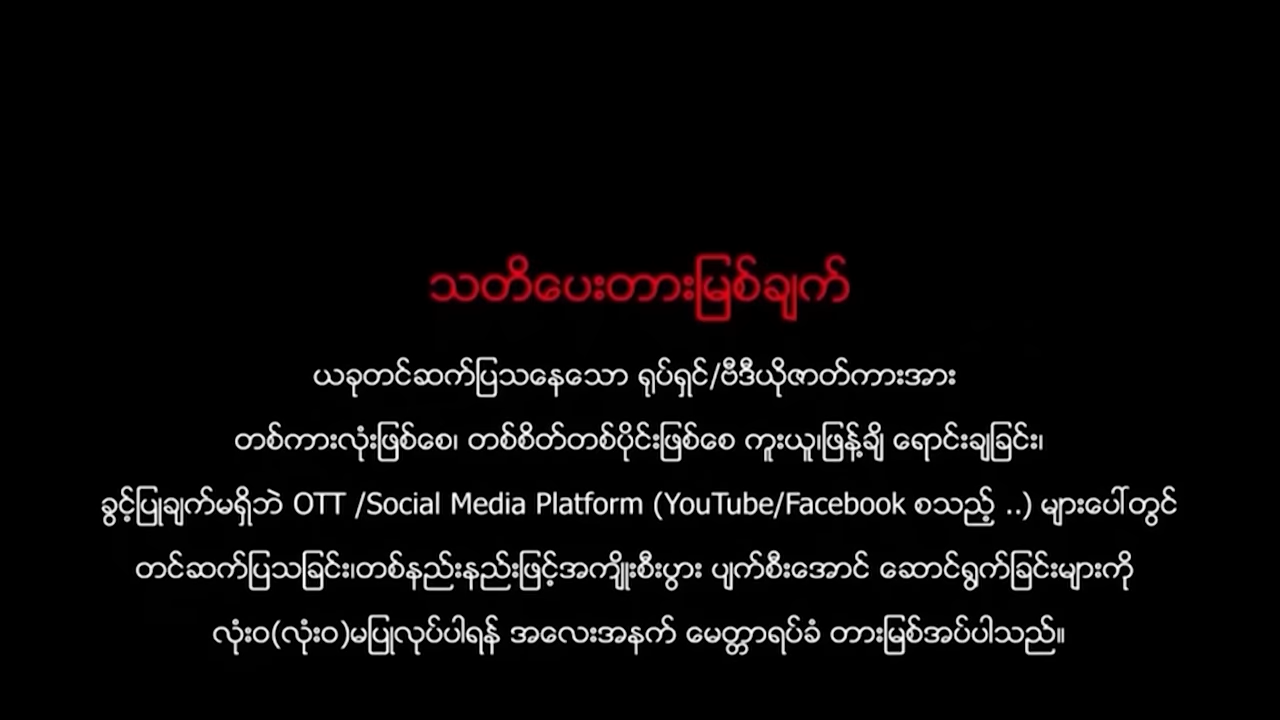 သတိပေးတားမြစ်ချက်
ယခုတင်ဆက်ပြသနေသော ရုပ်ရှင်/ဗီဒီယိုဇာတ်ကားအား
တစ်ကားလုံးဖြစ်စေ၊ တစ်စိတ်တစ်ပိုင်းဖြစ်စေ ကူးယူ၊ဖြန့်ချိ ရောင်းချခြင်း၊
ခွင့်ပြုချက်မရှိဘဲ OTT /Social Media Platform (YouTube/Facebook စသည့် ..) များပေါ်တွင်
တင်ဆက်ပြသခြင်း၊တစ်နည်းနည်းဖြင့်အကျိုးစီးပွား ပျက်စီးအောင် ဆောင်ရွက်ခြင်းများကို
လုံးဝ(လုံးဝ)မပြုလုပ်ပါရန် အလေးအနက် မေတ္တာရပ်ခံ တားမြစ်အပ်ပါသည်။